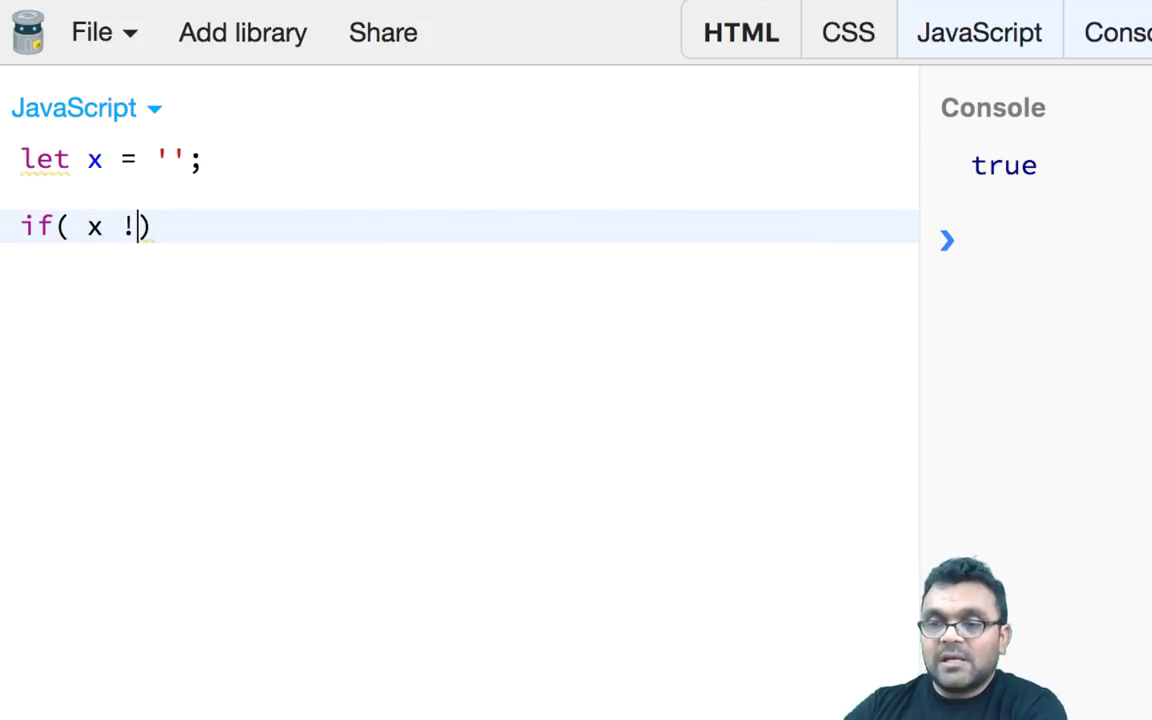 File Add library Share HTML CSS JavaScript Conso
JavaScript
Console
let x = '';
true
if( x !)